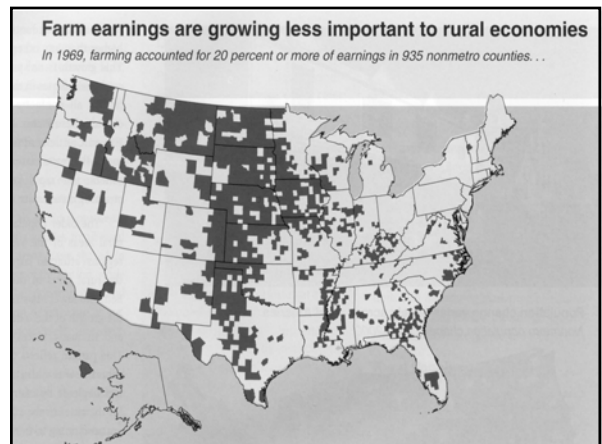 Farm earnings are growing less important to rural economies
In 1969, farming accounted for 20 percent or more of earnings in 935 nonmetro counties. . .